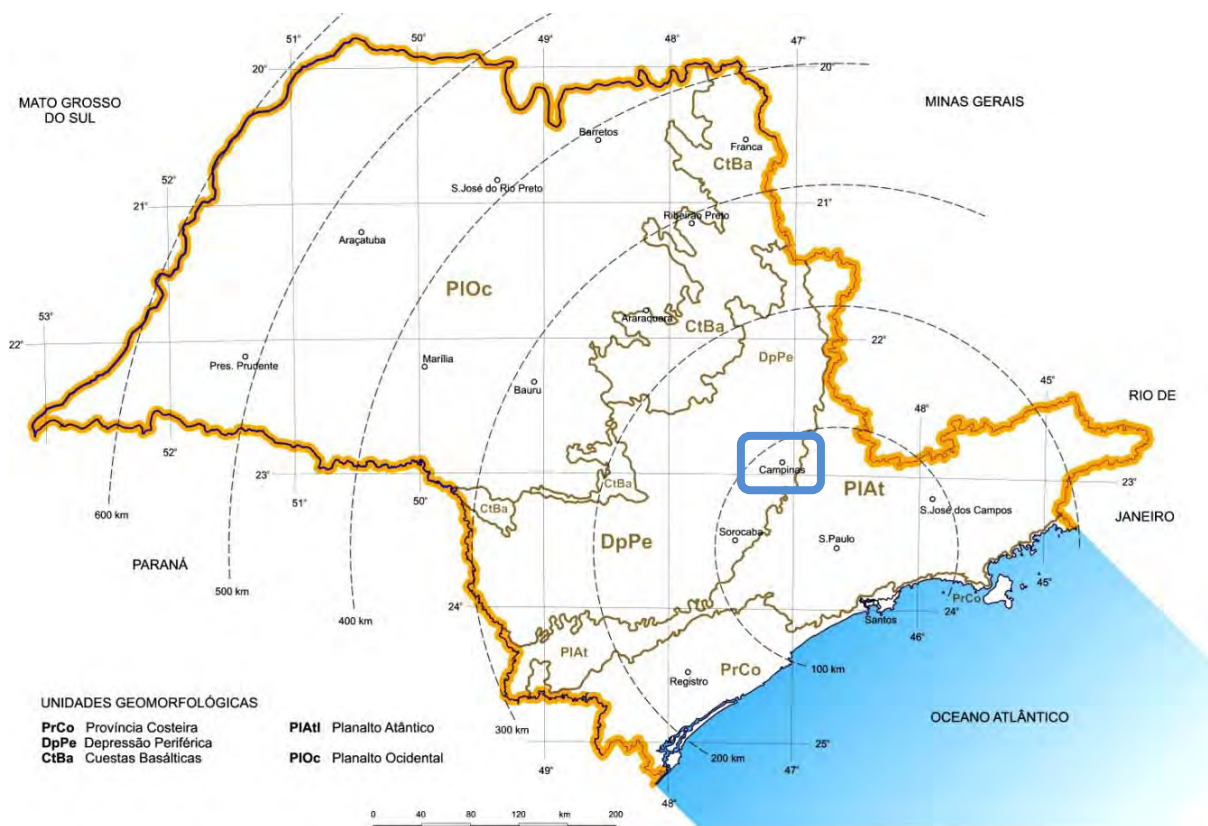 51°
50°
49°
48°
47°
20°
20°
MATO GROSSO
DO SUL
MINAS GERAIS
Barretos
Franca
CtBa
52°
S.José do Rio Preto
21°
21°
Ribeirão Preto
Araçatuba
PlOc
53°
Araraquara
CtBa
22°
22°
DpPe
Pres. Prudente
Marília
Bauru
45°
RIO DE
48°
Campinas
52°
23°
51°
50°
CtBa
CtBa
PlAt
23°
S.José dos Campos
JANEIRO
600 km
DpPe
Sorocaba
S.Paulo
PARANÁ
500 km
45°
PrCo
24°
400 km
Santos
24°
46°
PlAt
PrCo
100 km
Registro
UNIDADES GEOMORFOLÓGICAS
PrCo Província Costeira
DpPe Depressão Periférica
CtBa Cuestas Basálticas
PlAtl Planalto Atântico
PlOc Planalto Ocidental
300 km
OCEANO ATLÂNTICO
25°
200 km
49°
47°
48°
40 0 40 80 120 km 200